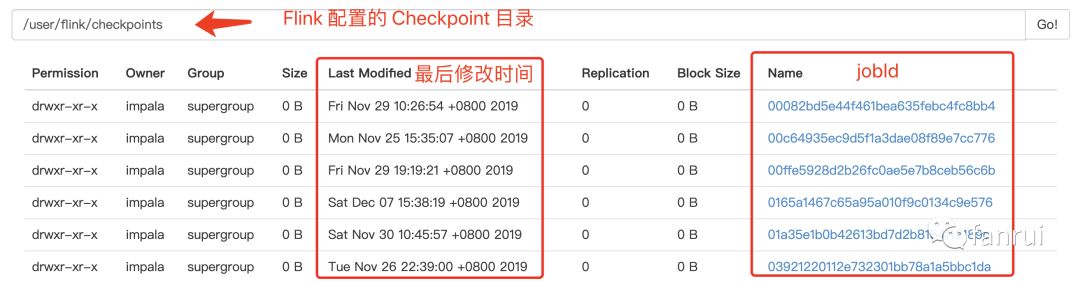 Flink 配置的 Checkpoint 目录
/user/flink/checkpoints Go!
Permission Owner Group Size Last Modified 最后修改时间 Replication Block Size Name jobId
drwxr-xr-x impala supergroup 0 B Fri Nov 29 10:26:54 +0800 2019 0 0 B 00082bd5e44f461bea635febc4fc8bb4
drwxr-xr-x impala supergroup 0 B Mon Nov 25 15:35:07 +0800 2019 0 0 B 00c64935ec9d5f1a3dae08f89e7cc776
drwxr-xr-x impala supergroup 0 B Fri Nov 29 19:19:21 +0800 2019 0 0 B 00ffe5928d2b26fc0ae5e7b8ceb56c6b
drwxr-xr-x impala supergroup 0 B Sat Dec 07 15:38:19 +0800 2019 0 0 B 0165a1467c65a95a010f9c0134c9e576
drwxr-xr-x impala supergroup 0 B Sat Nov 30 10:45:57 +0800 2019 0 0 B
fanrui
drwxr-xr-x impala supergroup 0 B Tue Nov 26 22:39:00 +0800 2019 0 0 B 03921220112e732301bb78a1a5bbc1da